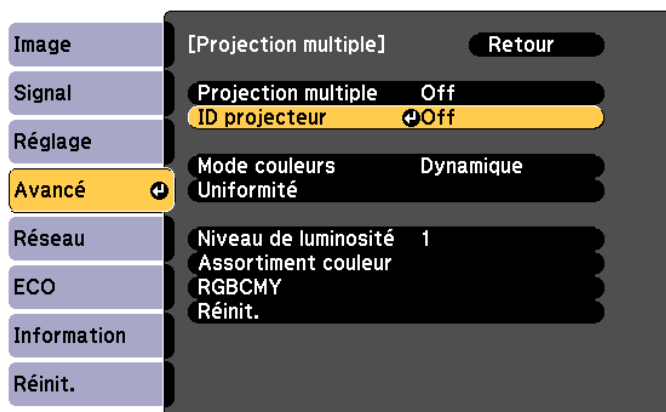 Image
Signal
Réglage
Avancé
Réseau
ECO
Information
Réinit.
[Projection multiple] Retour
Projection multiple Off
ID projecteur Off
Mode couleurs Dynamique
Uniformité
Niveau de luminosité 1
Assortiment couleur
RGBCMY
Réinit.